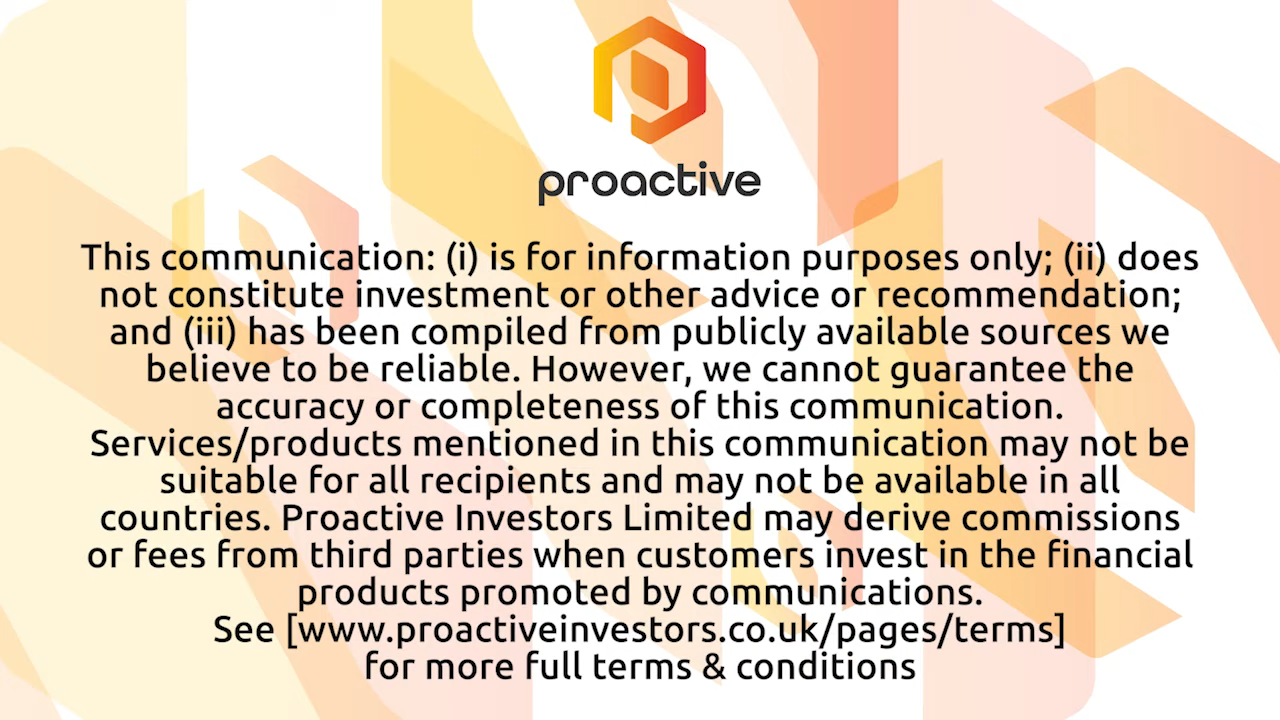 proactive
This communication: (i) is for information purposes only; (ii) does
not constitute investment or other advice or recommendation;
and (iii) has been compiled from publicly available sources we
believe to be reliable. However, we cannot guarantee the
accuracy or completeness of this communication.
Services/products mentioned in this communication may not be
suitable for all recipients and may not be available in all
countries. Proactive Investors Limited may derive commissions
or fees from third parties when customers invest in the financial
products promoted by communications.
See [www.proactiveinvestors.co.uk/pages/terms]
for more full terms & conditions